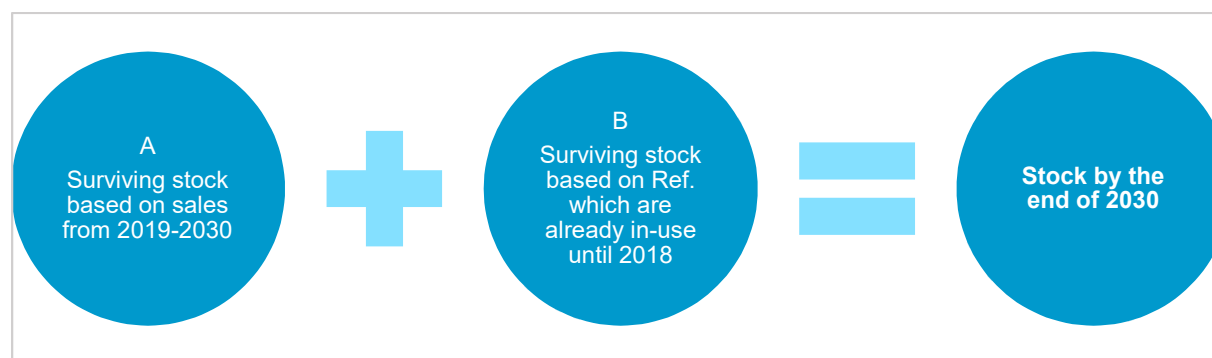 A
Surviving stock
based on sales
from 2019-2030
B
Surviving stock
based on Ref.
which are
already in-use
until 2018
Stock by the
end of 2030